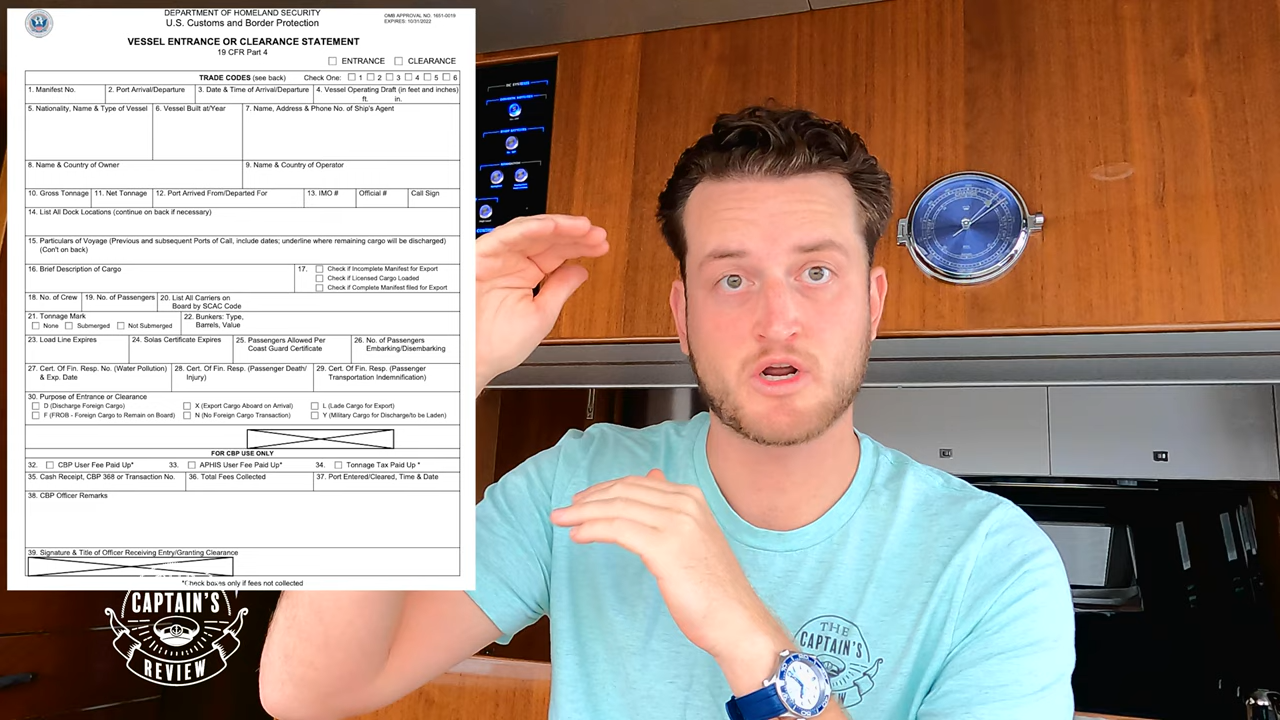 DEPARTMENT OF HOMELAND SECURITY
U.S. Customs and Border Protection
OMB APPROVAL NO. 1651-0019
EXPIRES: 10/31/2022
VESSEL ENTRANCE OR CLEARANCE STATEMENT
19 CFR Part 4
ENTRANCE CLEARANCE
TRADE CODES (see back) Check One: 1 2 3 4 5 6
1. Manifest No. 2. Port Arrival/Departure 3. Date & Time of Arrival/Departure 4. Vessel Operating Draft (in feet and inches)
ft. in.
5. Nationality, Name & Type of Vessel 6. Vessel Built at/Year 7. Name, Address & Phone No. of Ship's Agent
8. Name & Country of Owner 9. Name & Country of Operator
10. Gross Tonnage 11. Net Tonnage 12. Port Arrived From/Departed For 13. IMO # Official # Call Sign
14. List All Dock Locations (continue on back if necessary)
15. Particulars of Voyage (Previous and subsequent Ports of Call, include dates; underline where remaining cargo will be discharged)
(Con't on back)
16. Brief Description of Cargo 17. Check if Incomplete Manifest for Export
Check if Licensed Cargo Loaded
Check if Complete Manifest filed for Export
18. No. of Crew 19. No. of Passengers 20. List All Carriers on
Board by SCAC Code
21. Tonnage Mark 22. Bunkers: Type,
None Submerged Not Submerged Barrels, Value
23. Load Line Expires 24. Solas Certificate Expires 25. Passengers Allowed Per 26. No. of Passengers
Coast Guard Certificate Embarking/Disembarking
27. Cert. Of Fin. Resp. No. (Water Pollution) 28. Cert. Of Fin. Resp. (Passenger Death/ 29. Cert. Of Fin. Resp. (Passenger
& Exp. Date Injury) Transportation Indemnification)
30. Purpose of Entrance or Clearance
D (Discharge Foreign Cargo) X (Export Cargo Aboard on Arrival) L (Lade Cargo for Export)
F (FROB - Foreign Cargo to Remain on Board) N (No Foreign Cargo Transaction) Y (Military Cargo for Discharge/to be Laden)
FOR CBP USE ONLY
32. CBP User Fee Paid Up* 33. APHIS User Fee Paid Up* 34. Tonnage Tax Paid Up *
35. Cash Receipt, CBP 368 or Transaction No. 36. Total Fees Collected 37. Port Entered/Cleared, Time & Date
38. CBP Officer Remarks
39. Signature & Title of Officer Receiving Entry/Granting Clearance
*Check boxes only if fees not collected
CAPTAIN'S
REVIEW
THE
CAPTAIN'S
REVIEW